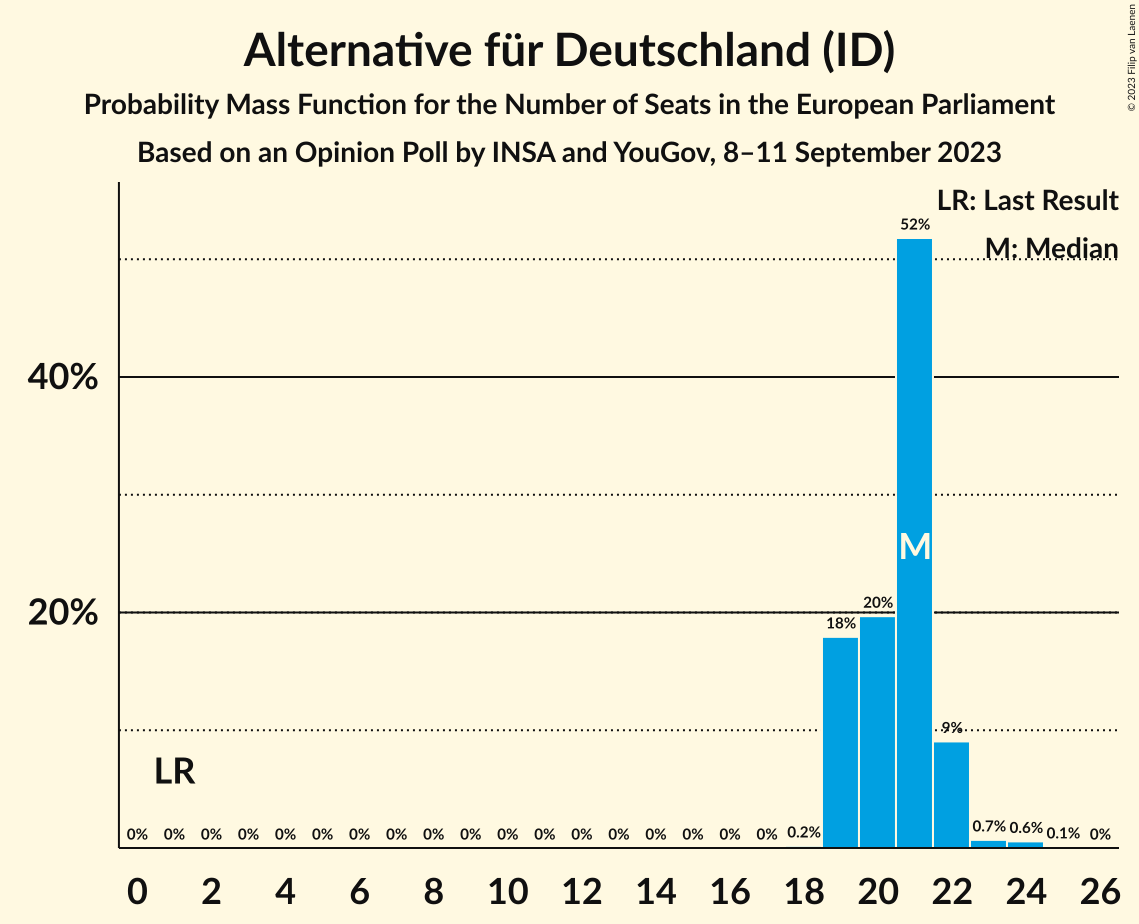 Alternative für Deutschland (ID)
Probability Mass Function for the Number of Seats in the European Parliament
Based on an Opinion Poll by INSA and YouGov, 8–11 September 2023
© 2023 Filip van Laenen
LR: Last Result
M: Median
52%
40%
M
20%
20%
18%
9%
LR
0% 0% 0% 0% 0% 0% 0% 0% 0% 0% 0% 0% 0% 0% 0% 0% 0% 0% 0.2% 0.7% 0.6% 0.1% 0%
0 2 4 6 8 10 12 14 16 18 20 22 24 26